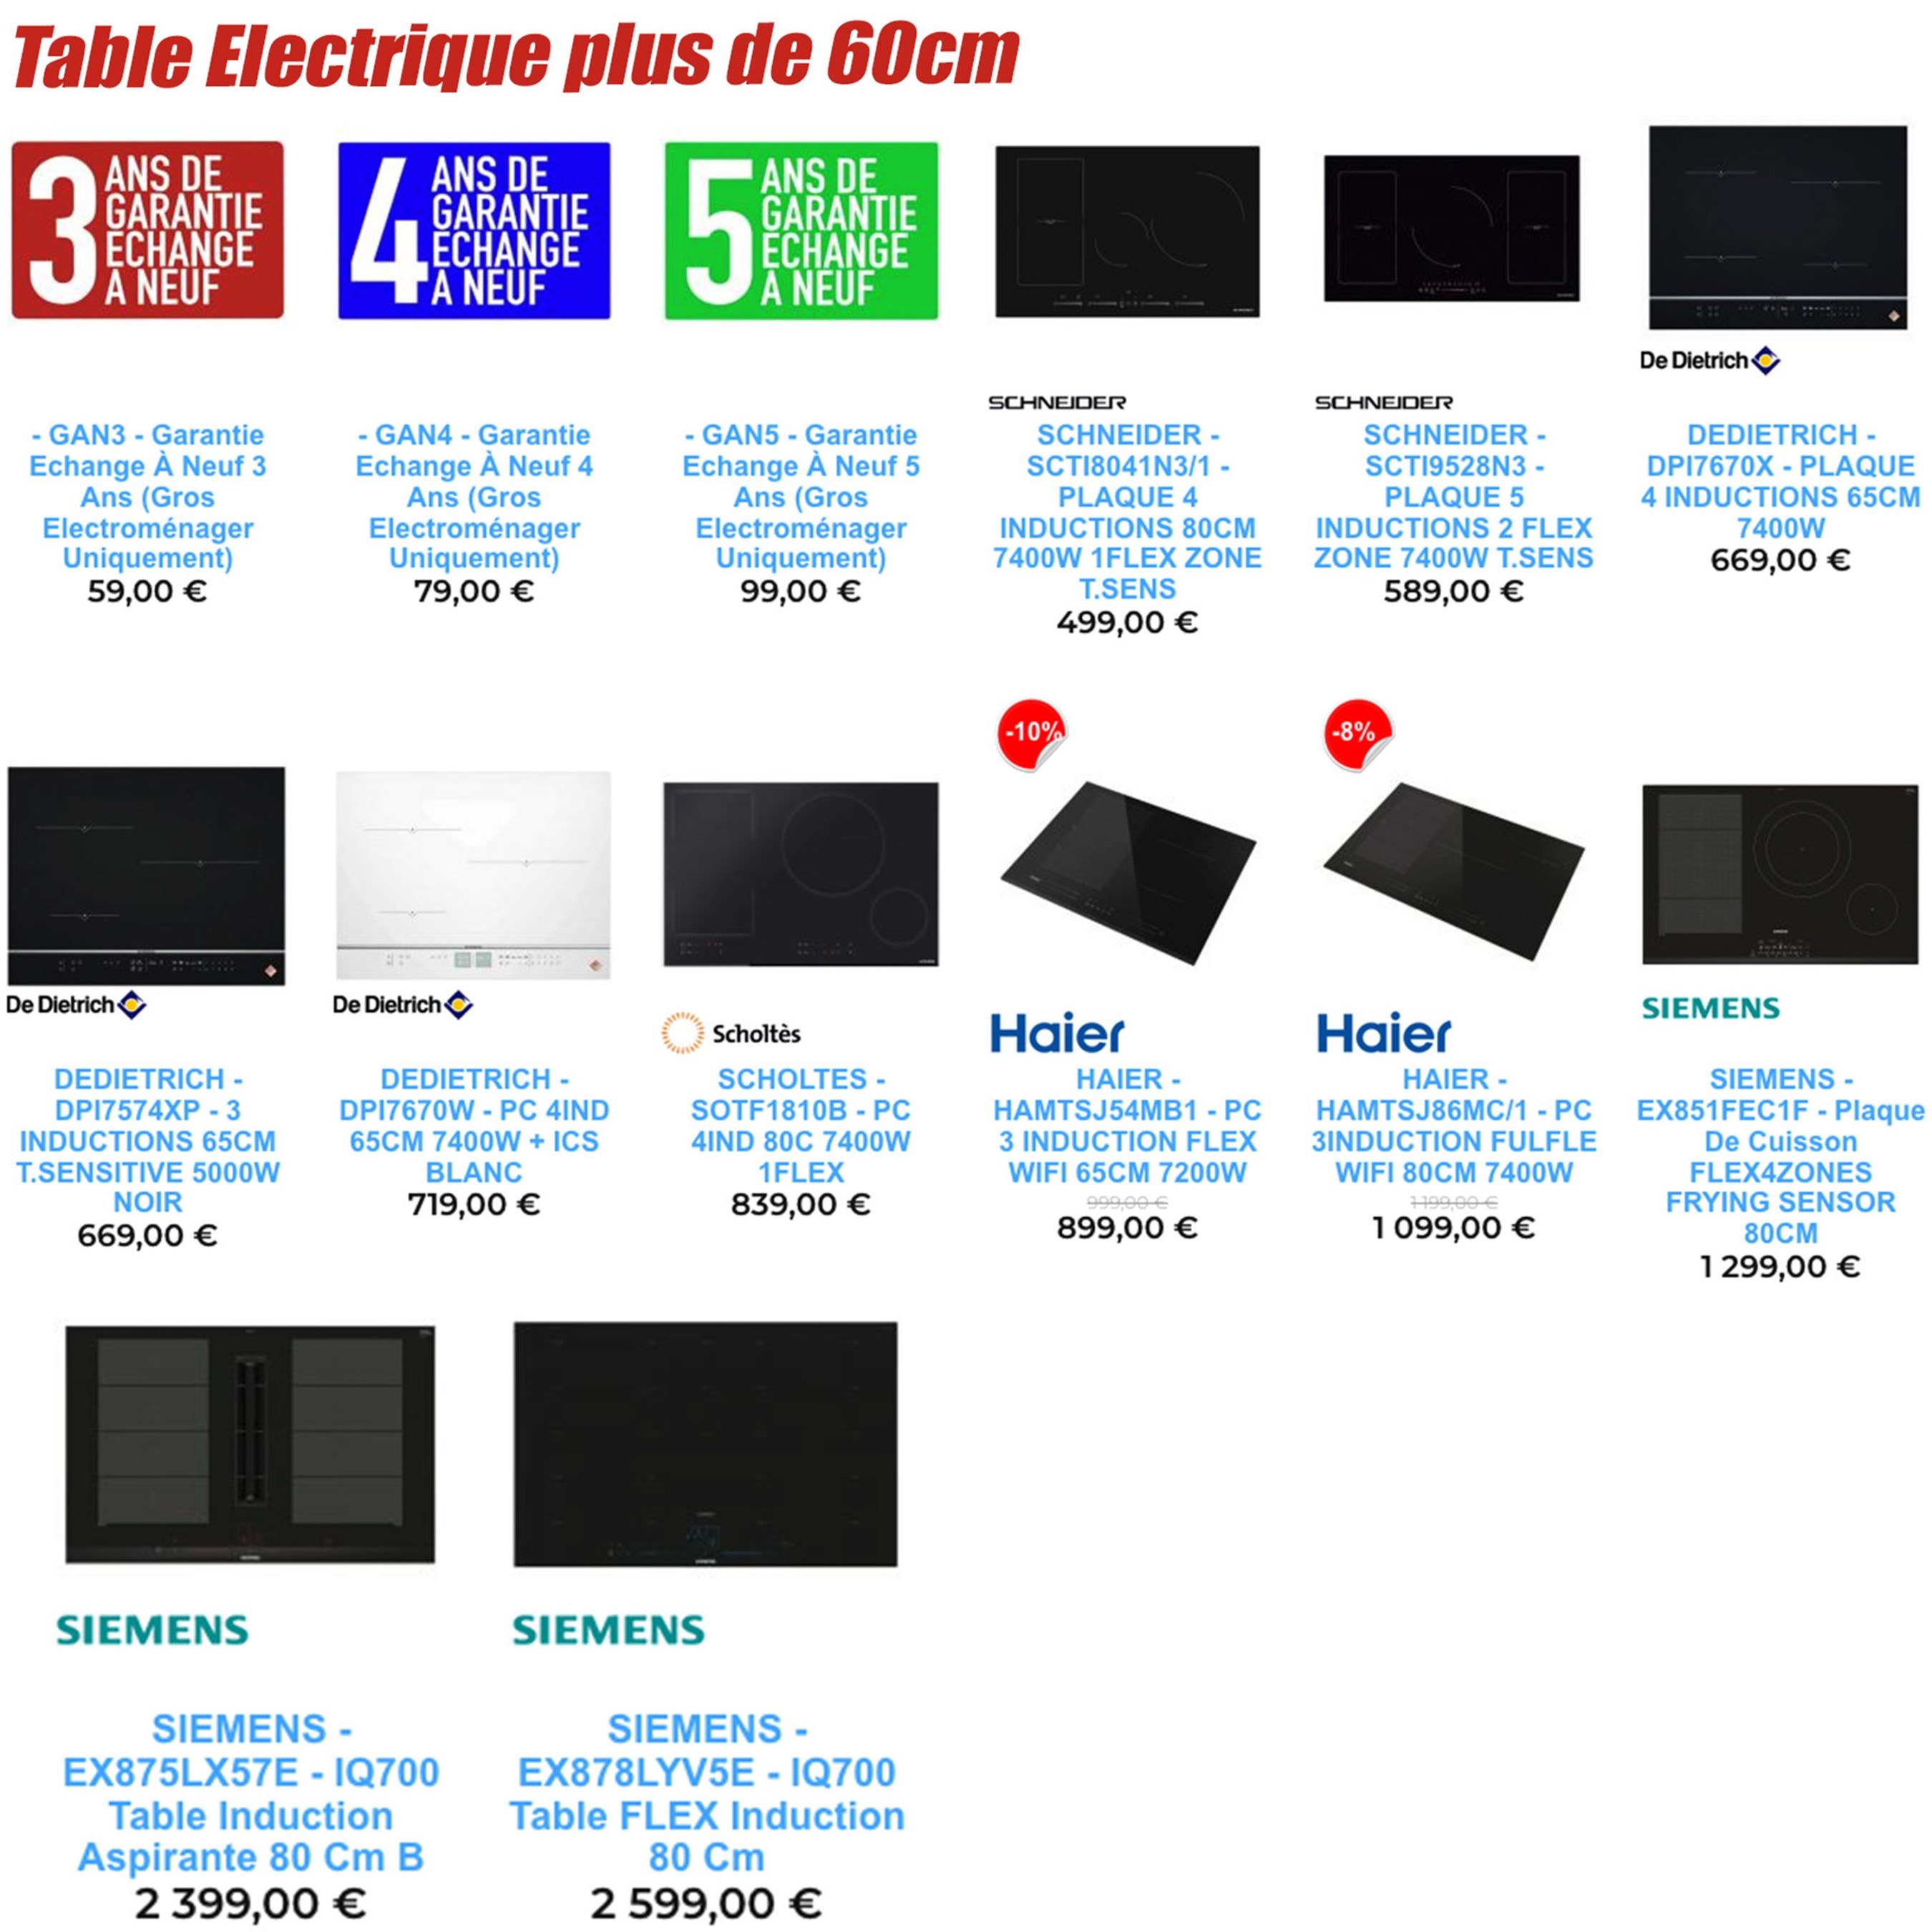 Table Electrique plus de 60cm
3 ANS DE
GARANTIE
ECHANGE
A NEUF
- GAN3 - Garantie
Echange À Neuf 3
Ans (Gros
Electroménager
Uniquement)
59,00 €
4 ANS DE
GARANTIE
ECHANGE
A NEUF
- GAN4 - Garantie
Echange À Neuf 4
Ans (Gros
Electroménager
Uniquement)
79,00 €
5 ANS DE
GARANTIE
ECHANGE
A NEUF
- GAN5 - Garantie
Echange À Neuf 5
Ans (Gros
Electroménager
Uniquement)
99,00 €
SCHNEIDER
SCHNEIDER -
SCTI8041N3/1 -
PLAQUE 4
INDUCTIONS 80CM
7400W 1FLEX ZONE
T.SENS
499,00 €
SCHNEIDER
SCHNEIDER -
SCTI9528N3 -
PLAQUE 5
INDUCTIONS 2 FLEX
ZONE 7400W T.SENS
589,00 €
De Dietrich
DEDIETRICH -
DPI7670X - PLAQUE
4 INDUCTIONS 65CM
7400W
669,00 €
De Dietrich
DEDIETRICH -
DPI7574XP - 3
INDUCTIONS 65CM
T.SENSITIVE 5000W
NOIR
669,00 €
De Dietrich
DEDIETRICH -
DPI7670W - PC 4IND
65CM 7400W + ICS
BLANC
719,00 €
Scholtès
SCHOLTES -
SOTF1810B - PC
4IND 80C 7400W
1FLEX
839,00 €
-10%
Haier
HAIER -
HAMTSJ54MB1 - PC
3 INDUCTION FLEX
WIFI 65CM 7200W
999,00 €
899,00 €
-8%
Haier
HAIER -
HAMTSJ86MC/1 - PC
3INDUCTION FULFLE
WIFI 80CM 7400W
1 199,00 €
1 099,00 €
SIEMENS
SIEMENS -
EX851FEC1F - Plaque
De Cuisson
FLEX4ZONES
FRYING SENSOR
80CM
1 299,00 €
SIEMENS
SIEMENS -
EX875LX57E - IQ700
Table Induction
Aspirante 80 Cm B
2 399,00 €
SIEMENS
SIEMENS -
EX878LYV5E - IQ700
Table FLEX Induction
80 Cm
2 599,00 €